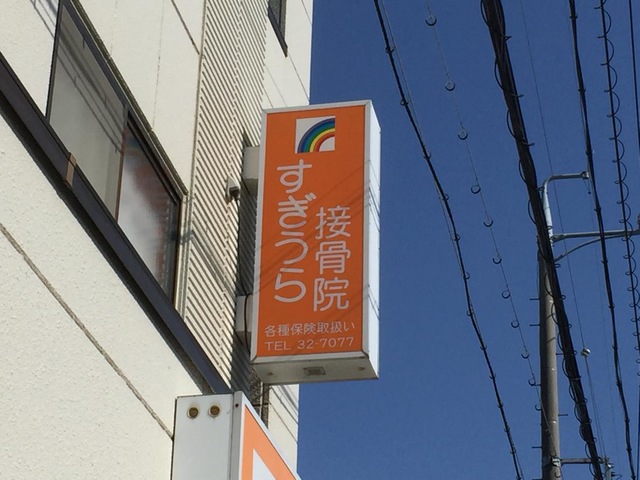 すぎうら
接骨院
各種保険取扱い
TEL 32-7077